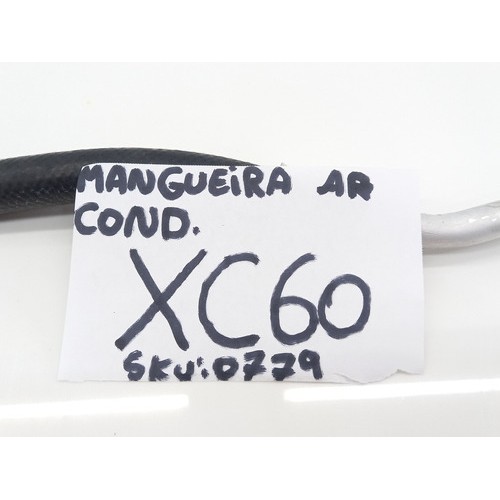 MANGUEiRA AR
COND.
XC60
SKU:0779